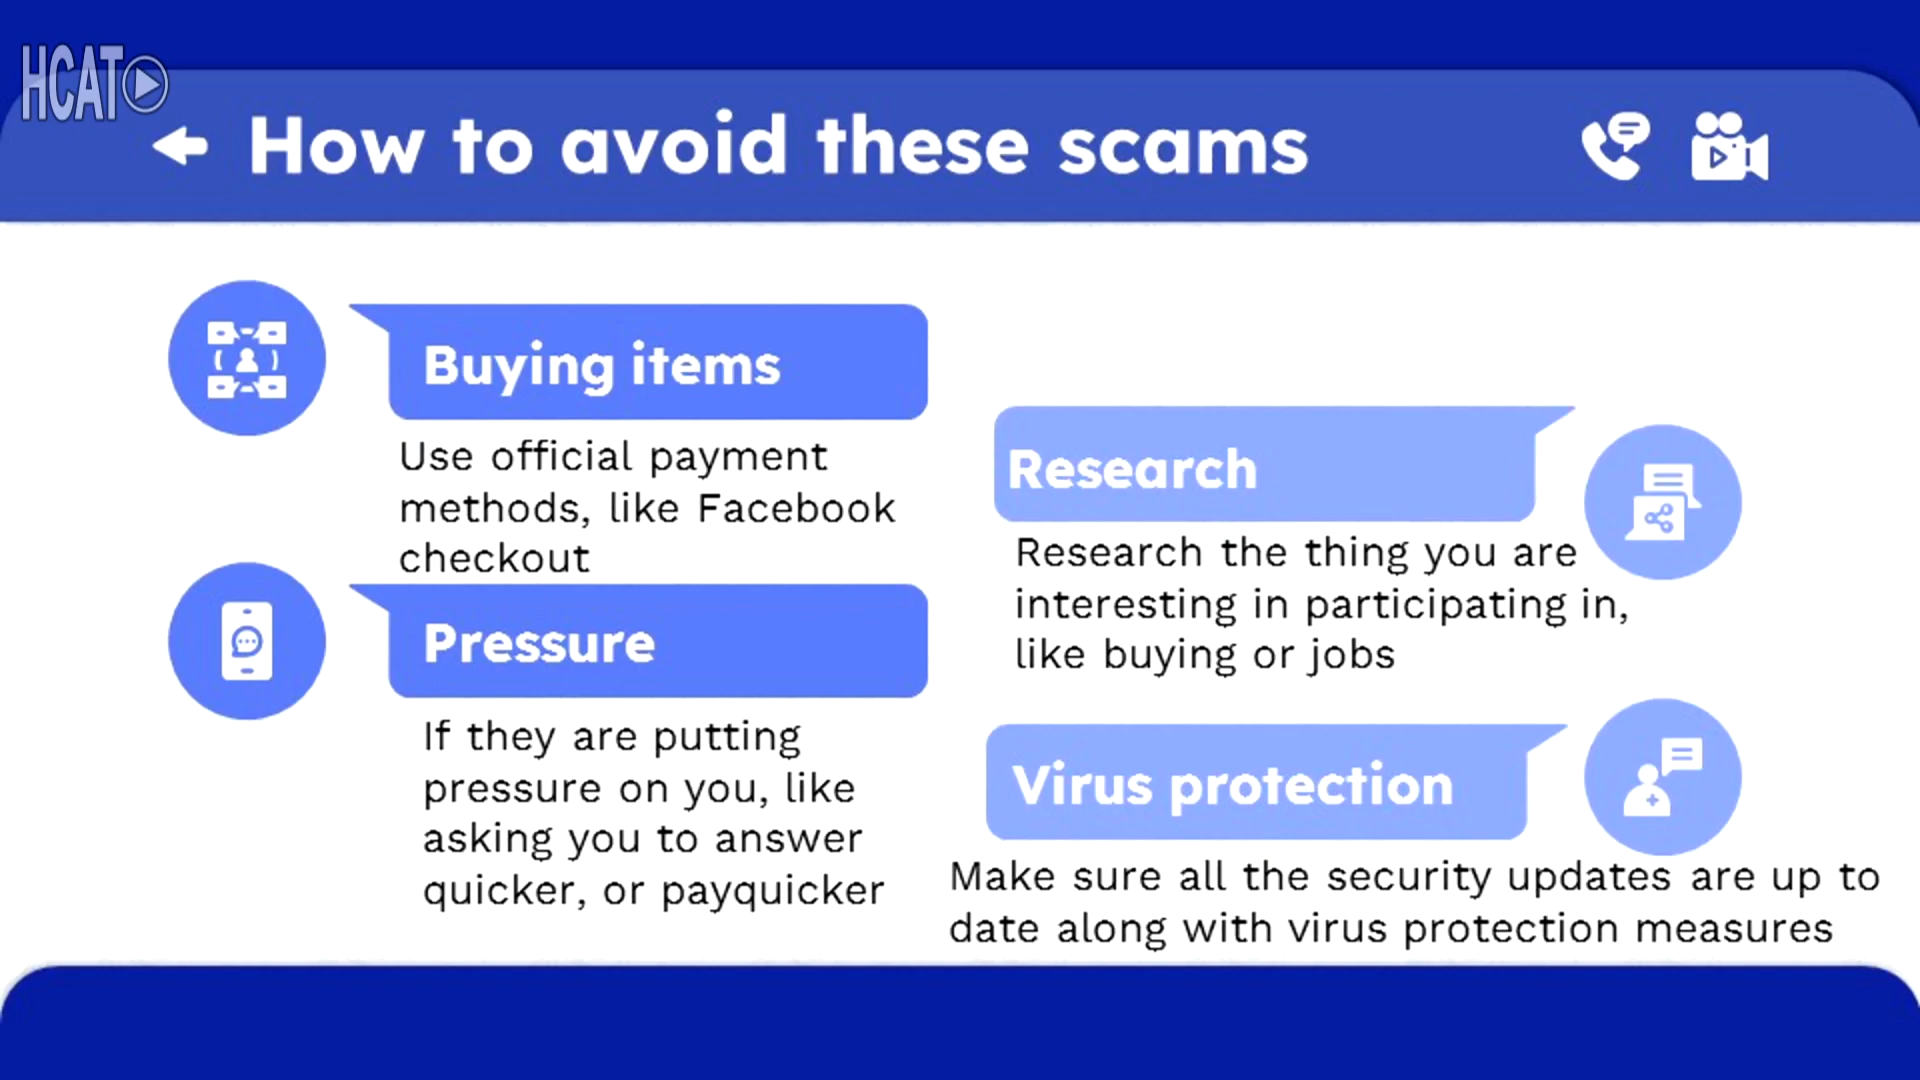 HCAT
How to avoid these scams
Buying items
Use official payment
methods, like Facebook
checkout
Pressure
If they are putting
pressure on you, like
asking you to answer
quicker, or payquicker
Research
Research the thing you are
interesting in participating in,
like buying or jobs
Virus protection
Make sure all the security updates are up to
date along with virus protection measures